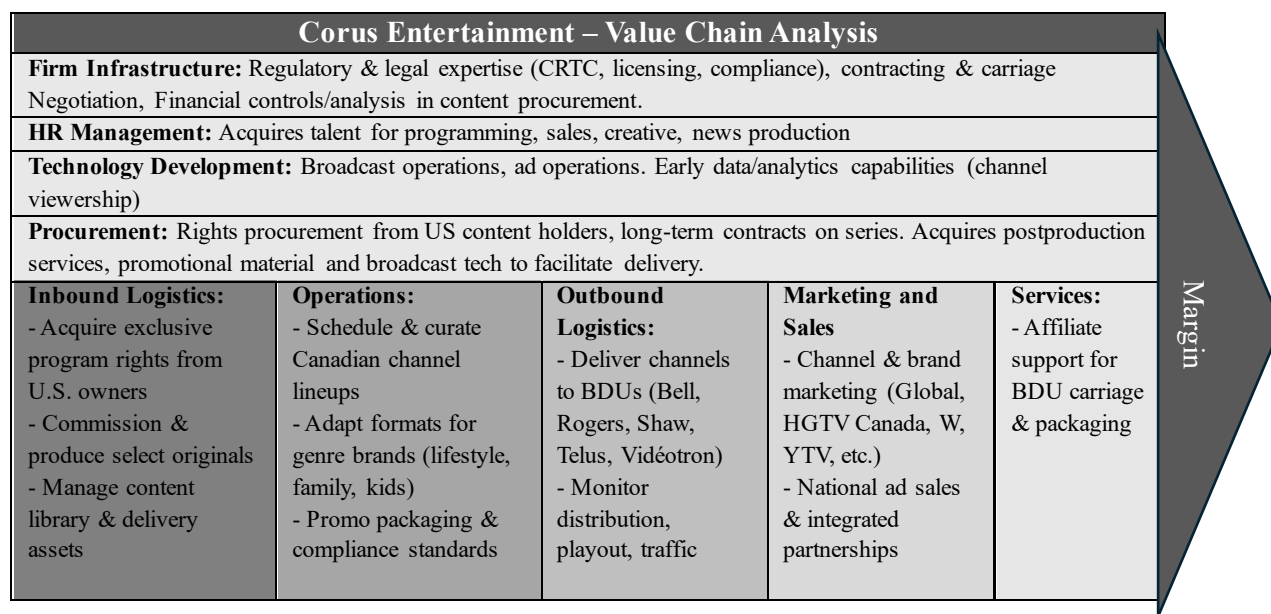 Corus Entertainment – Value Chain Analysis
Firm Infrastructure: Regulatory & legal expertise (CRTC, licensing, compliance), contracting & carriage
Negotiation, Financial controls/analysis in content procurement.
HR Management: Acquires talent for programming, sales, creative, news production
Technology Development: Broadcast operations, ad operations. Early data/analytics capabilities (channel
viewership)
Procurement: Rights procurement from US content holders, long-term contracts on series. Acquires postproduction
services, promotional material and broadcast tech to facilitate delivery.
Inbound Logistics:
- Acquire exclusive
program rights from
U.S. owners
- Commission &
produce select originals
- Manage content
library & delivery
assets
Operations:
- Schedule & curate
Canadian channel
lineups
- Adapt formats for
genre brands (lifestyle,
family, kids)
- Promo packaging &
compliance standards
Outbound
Logistics:
- Deliver channels
to BDUs (Bell,
Rogers, Shaw,
Telus, Vidéotron)
- Monitor
distribution,
playout, traffic
Marketing and
Sales
- Channel & brand
marketing (Global,
HGTV Canada, W,
YTV, etc.)
- National ad sales
& integrated
partnerships
Services:
- Affiliate
support for
BDU carriage
& packaging
Margin